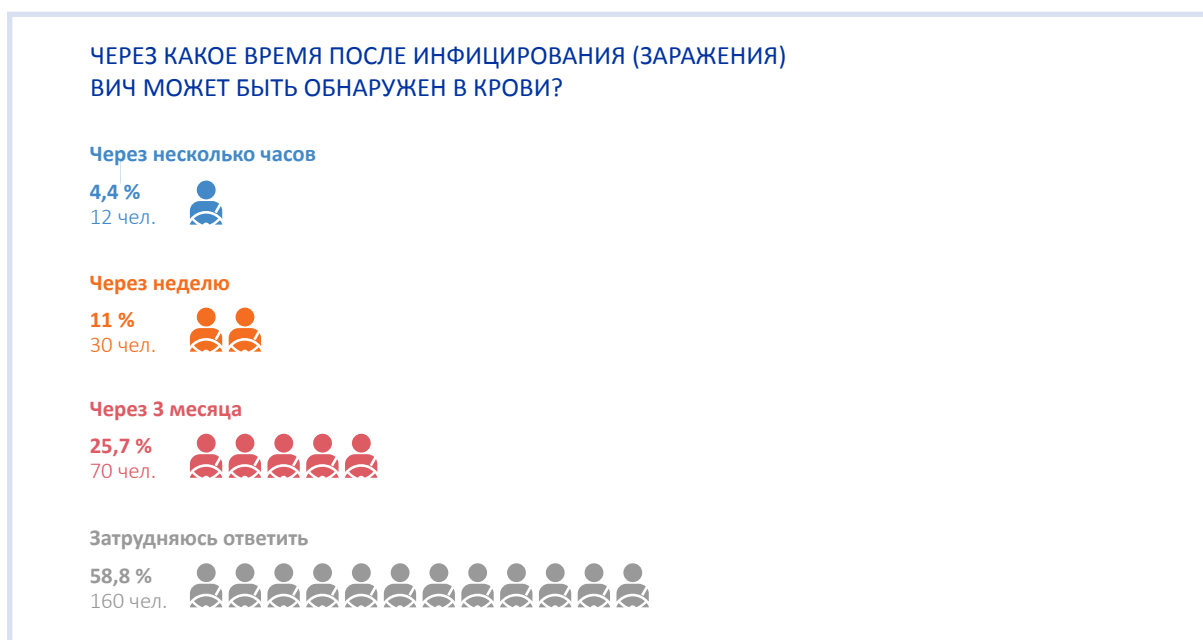 ЧЕРЕЗ КАКОЕ ВРЕМЯ ПОСЛЕ ИНФИЦИРОВАНИЯ (ЗАРАЖЕНИЯ)
ВИЧ МОЖЕТ БЫТЬ ОБНАРУЖЕН В КРОВИ?
Через несколько часов
4,4 %
12 чел.
Через неделю
11 %
30 чел.
Через 3 месяца
25,7 %
70 чел.
Затрудняюсь ответить
58,8 %
160 чел.